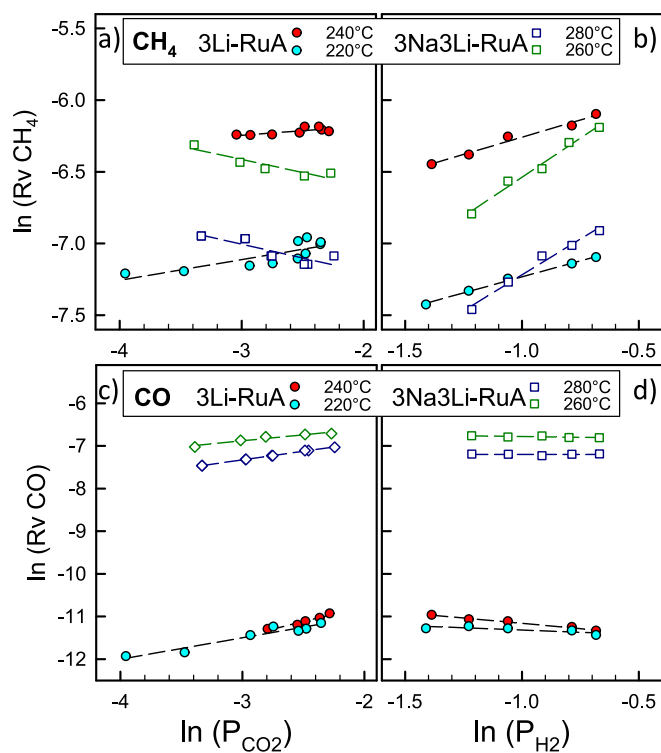 -5.5
-6.0
-6.5
-7.0
-7.5
ln (Rv CH4)
a) CH4 3Li-RuA 240°C
220°C
3Na3Li-RuA 280°C b)
260°C
-4 -3 -2
-1.5 -1.0 -0.5
c) CO 3Li-RuA 240°C
220°C
3Na3Li-RuA 280°C d)
260°C
-6
-7
-8
-9
-10
-11
-12
ln (Rv CO)
-4 -3 -2
-1.5 -1.0 -0.5
ln (PCO2)
ln (PH2)